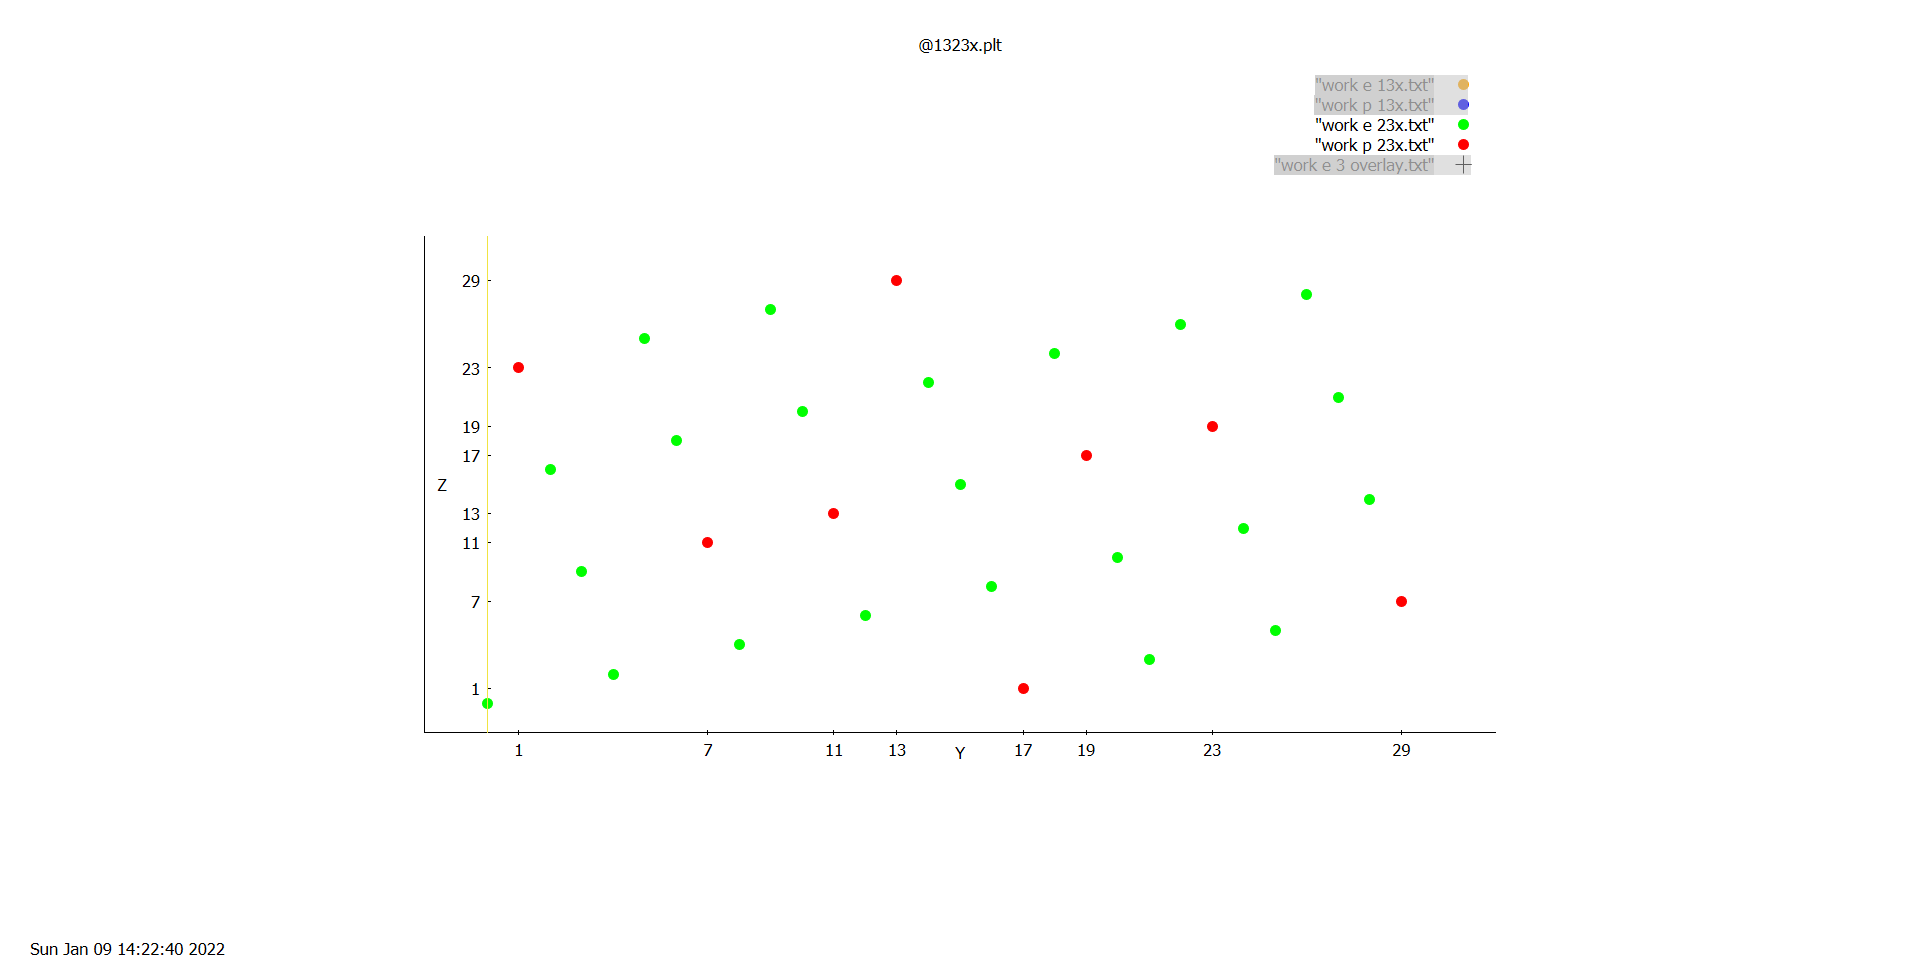 @1323x.plt
"work e 13x.txt"
"work p 13x.txt"
"work e 23x.txt"
"work p 23x.txt"
"work e 3 overlay.txt"
29
23
19
17
Z
13
11
7
1
1 7 11 13 Y 17 19 23 29
Sun Jan 09 14:22:40 2022